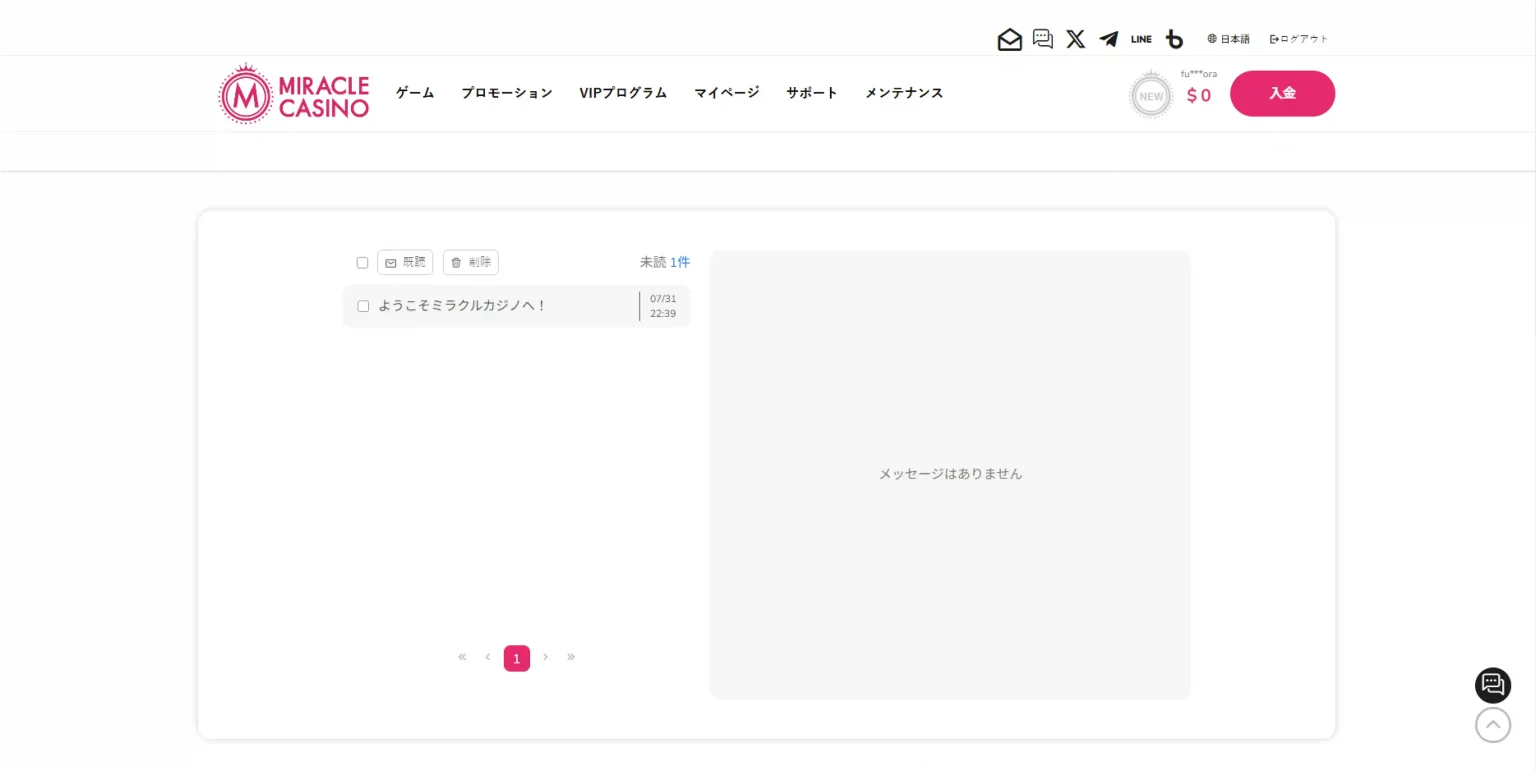 LINE
日本語
ログアウト
M
MIRACLE
CASINO
ゲーム
プロモーション
VIPプログラム
マイページ
サポート
メンテナンス
NEW
fu***ora
$ 0
入金
既読
削除
未読 1件
ようこそミラクルカジノへ！
07/31
22:39
メッセージはありません
« ‹ 1 › »